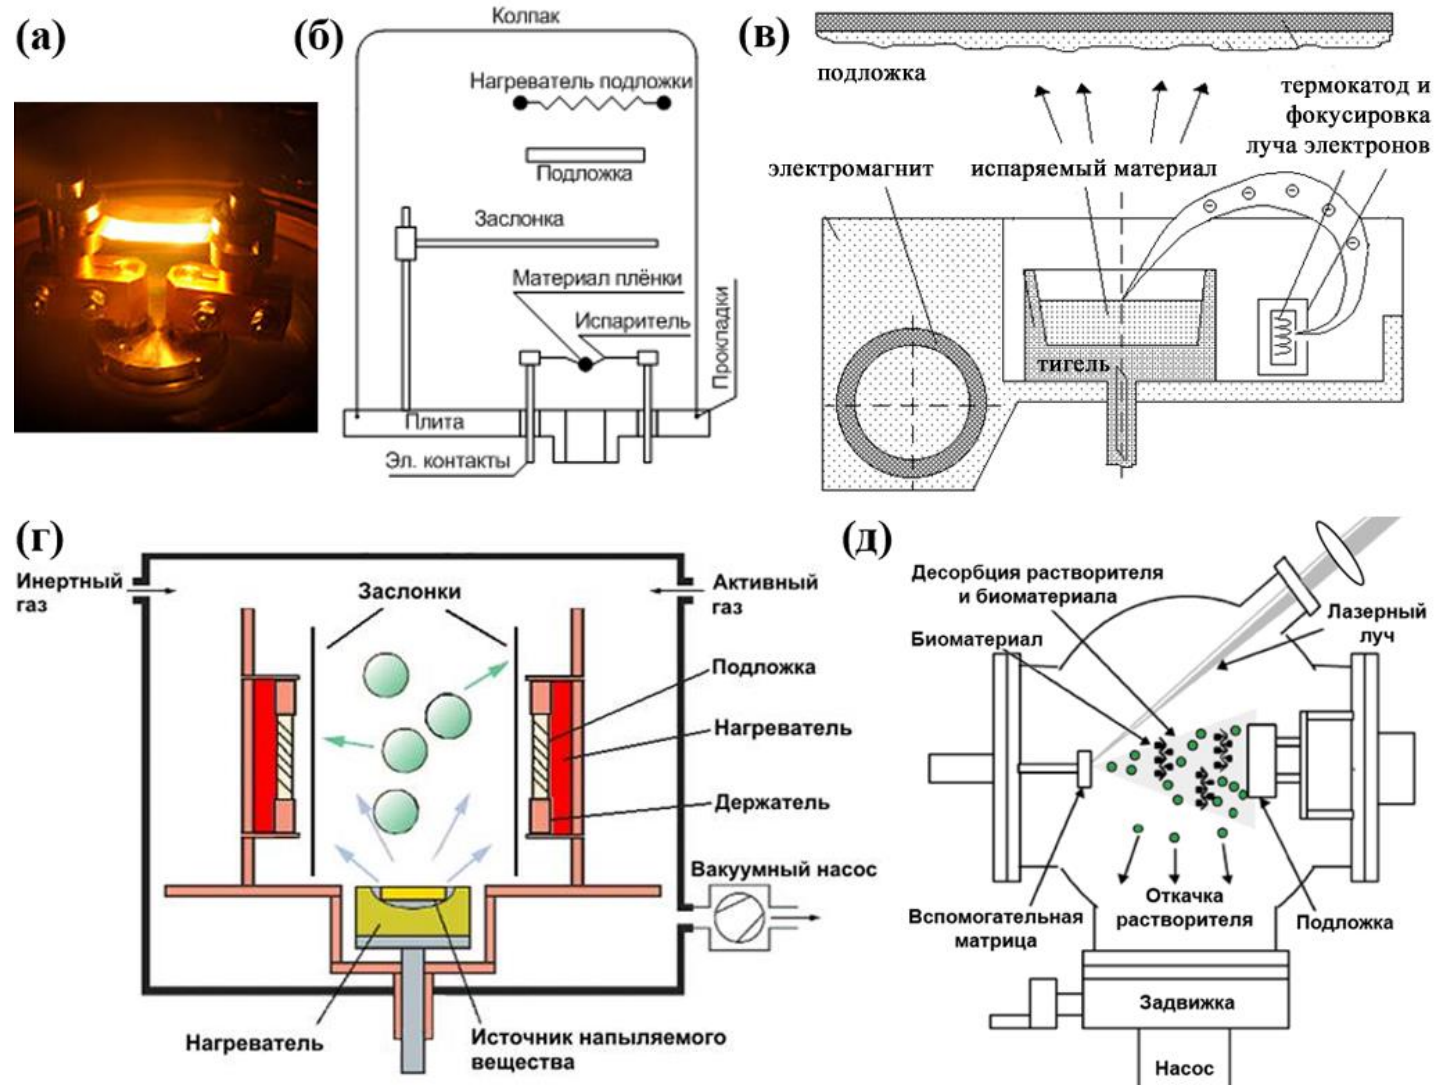 (а)
(б)
Колпак
Нагреватель подложки
Подложка
Заслонка
Материал плёнки
Испаритель
Прокладки
Плита
Эл. контакты
(в)
подложка
термокатод и
фокусировка
луча электронов
электромагнит
испаряемый материал
тигель
(г)
Инертный
газ
Заслонки
Активный
газ
Подложка
Нагреватель
Держатель
Вакуумный насос
Нагреватель
Источник напыляемого
вещества
(д)
Десорбция растворителя
и биоматериала
Биоматериал
Лазерный
луч
Вспомогательная
матрица
Откачка
растворителя
Подложка
Задвижка
Насос